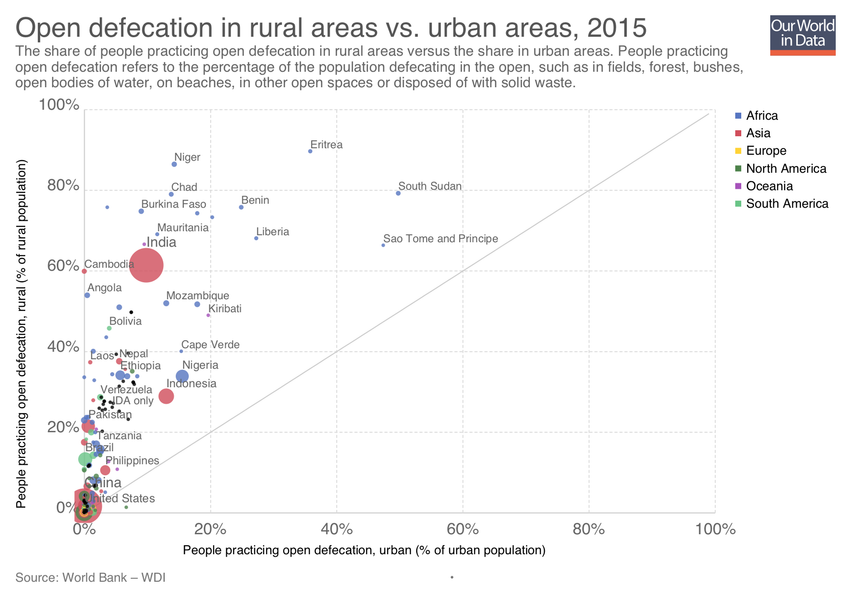 Open defecation in rural areas vs. urban areas, 2015
Our World
in Data
The share of people practicing open defecation in rural areas versus the share in urban areas. People practicing
open defecation refers to the percentage of the population defecating in the open, such as in fields, forest, bushes,
open bodies of water, on beaches, in other open spaces or disposed of with solid waste.
100%
80%
60%
40%
20%
0%
People practicing open defecation, rural (% of rural population)
Eritrea
Niger
Chad
South Sudan
Burkina Faso
Benin
Mauritania
Liberia
India
Sao Tome and Principe
Cambodia
Angola
Mozambique
Kiribati
Bolivia
Cape Verde
Laos
Nepal
Ethiopia
Nigeria
Indonesia
Venezuela
IDA only
Pakistan
Tanzania
Brazil
Philippines
China
United States
0%
20%
40%
60%
80%
100%
People practicing open defecation, urban (% of urban population)
Africa
Asia
Europe
North America
Oceania
South America
Source: World Bank – WDI